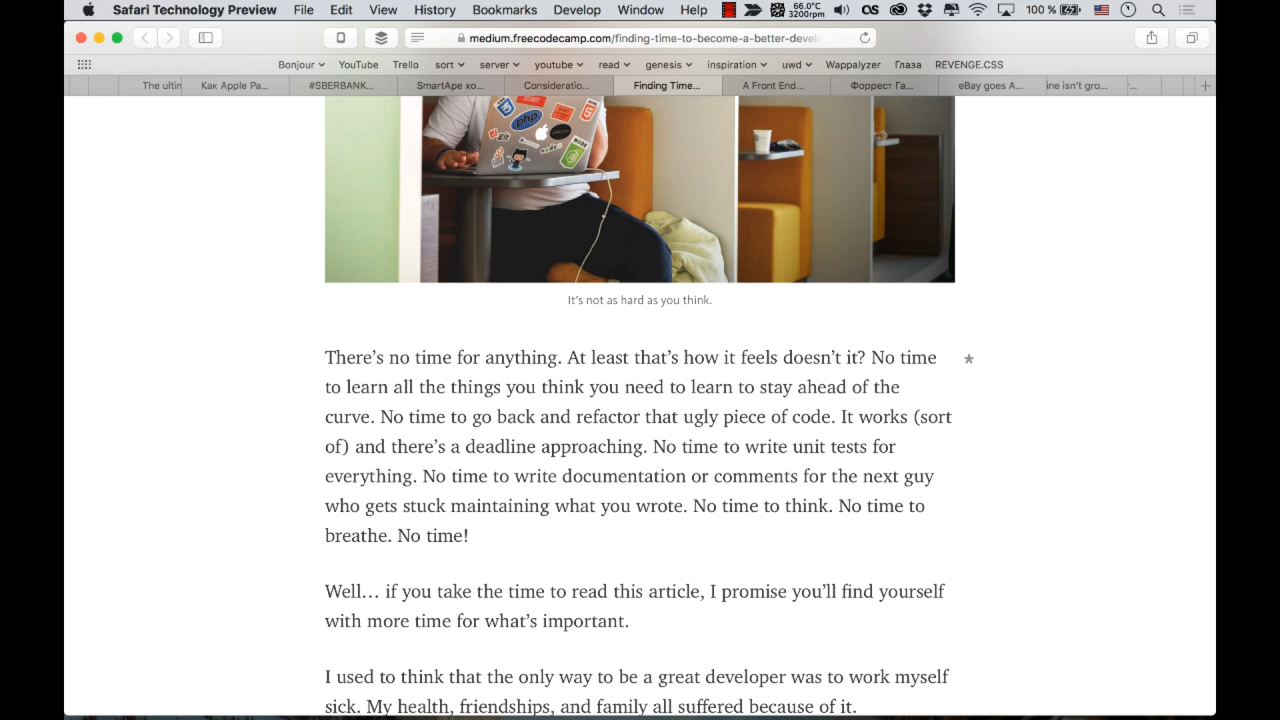 Safari Technology Preview File Edit View History Bookmarks Develop Window Help 66.0°C 3200rpm 100 %
medium.freecodecamp.com/finding-time-to-become-a-better-develo
Bonjour YouTube Trello sort server youtube read genesis inspiration uwd Wappalyzer Глаза REVENGE.CSS
The ultin Как Apple Pa... #SBERBANK... SmartApe xo... Consideratio... Finding Time... A Front End... Форрест Га... eBay goes A... ine isn't gro...
php
git
node
It's not as hard as you think.
There's no time for anything. At least that's how it feels doesn't it? No time
to learn all the things you think you need to learn to stay ahead of the
curve. No time to go back and refactor that ugly piece of code. It works (sort
of) and there's a deadline approaching. No time to write unit tests for
everything. No time to write documentation or comments for the next guy
who gets stuck maintaining what you wrote. No time to think. No time to
breathe. No time!
Well… if you take the time to read this article, I promise you'll find yourself
with more time for what's important.
I used to think that the only way to be a great developer was to work myself
sick. My health, friendships, and family all suffered because of it.